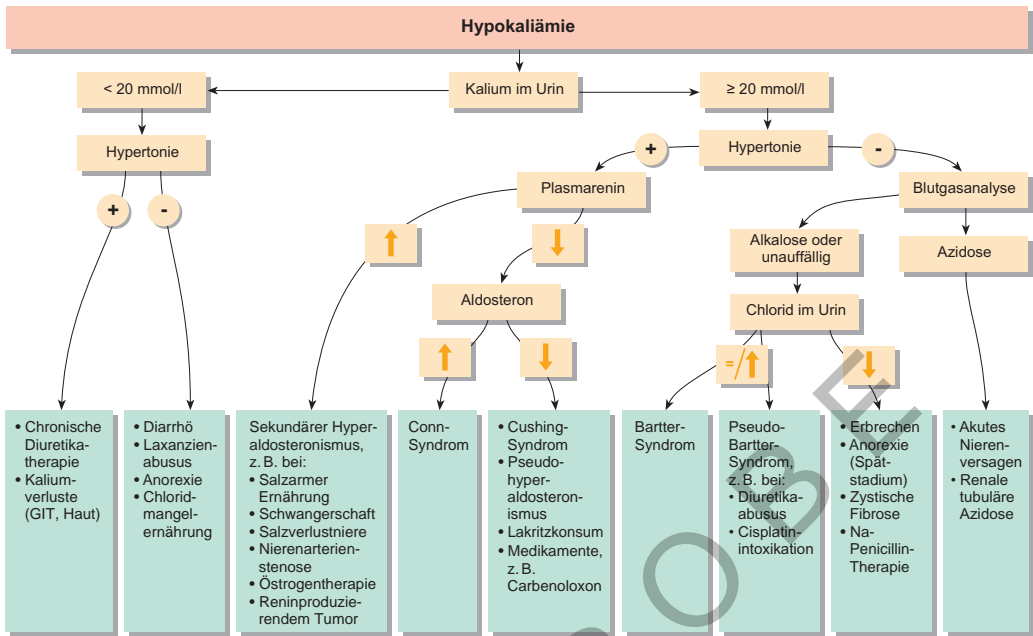 Hypokaliämie
< 20 mmol/l
Kalium im Urin
≥ 20 mmol/l
Hypertonie
Hypertonie
+
-
+
-
Plasmarenin
Blutgasanalyse
Alkalose oder
unauffällig
Azidose
Aldosteron
Chlorid im Urin
=/
• Chronische
Diuretika-
therapie
• Kalium-
verluste
(GIT, Haut)
• Diarrhö
• Laxanzien-
abusus
• Anorexie
• Chlorid-
mangel-
ernährung
Sekundärer Hyper-
aldosteronismus,
z. B. bei:
• Salzarmer
Ernährung
• Schwangerschaft
• Salzverlustniere
• Nierenarterien-
stenose
• Östrogentherapie
• Reninproduzie-
rendem Tumor
Conn-
Syndrom
• Cushing-
Syndrom
• Pseudo-
hyper-
aldosteron-
ismus
• Lakritzkonsum
• Medikamente,
z. B.
Carbenoloxon
Bartter-
Syndrom
Pseudo-
Bartter-
Syndrom,
z. B. bei:
• Diuretika-
abusus
• Cisplatin-
intoxikation
• Erbrechen
• Anorexie
(Spät-
stadium)
• Zystische
Fibrose
• Na-
Penicillin-
Therapie
• Akutes
Nieren-
versagen
• Renale
tubuläre
Azidose
O B E